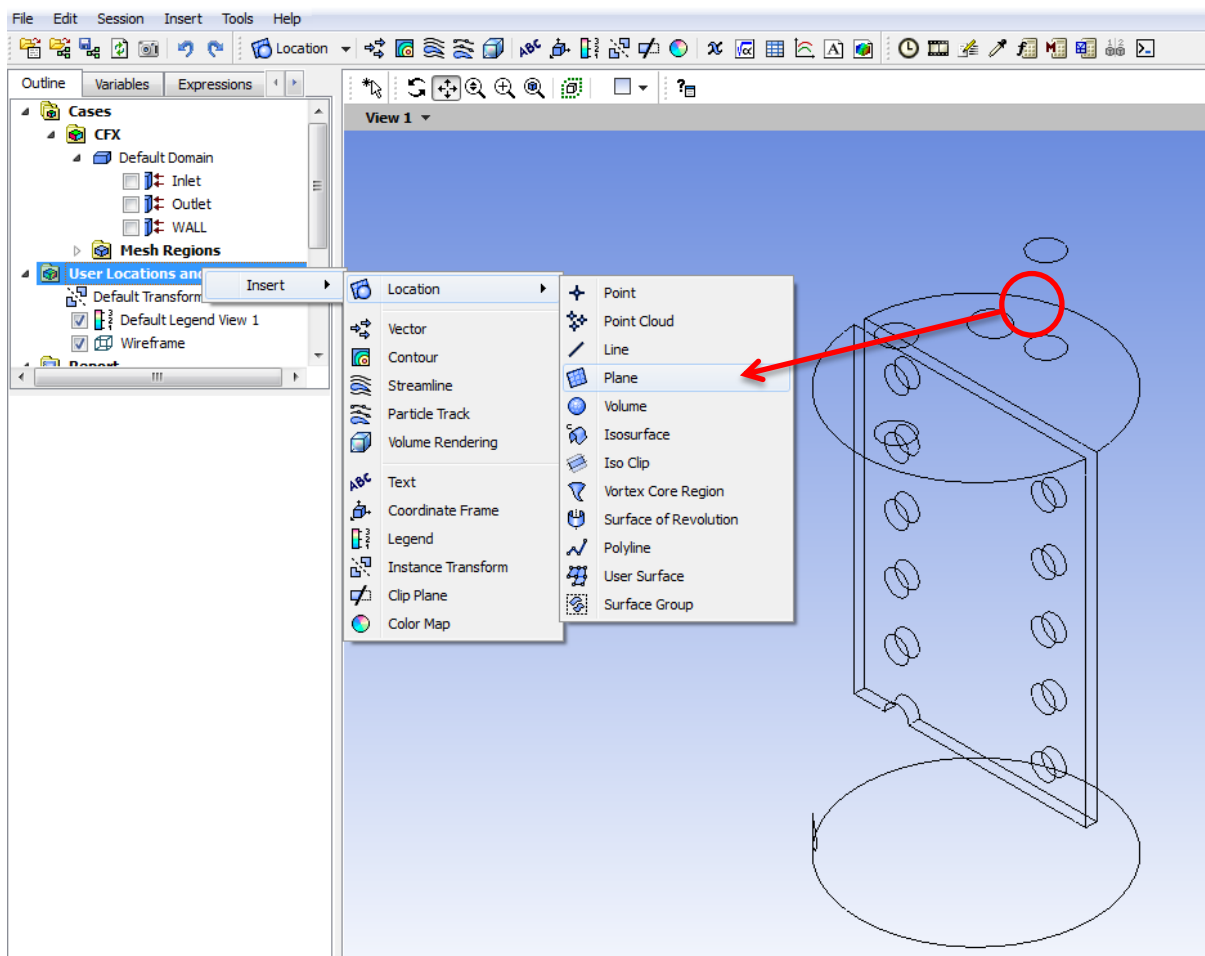 File Edit Session Insert Tools Help
Location
Outline Variables Expressions
View 1
Cases
CFX
Default Domain
Inlet
Outlet
WALL
Mesh Regions
User Locations and
Default Transform
Default Legend View 1
Wireframe
Report
Insert
Location
Vector
Contour
Streamline
Particle Track
Volume Rendering
Text
Coordinate Frame
Legend
Instance Transform
Clip Plane
Color Map
Point
Point Cloud
Line
Plane
Volume
Isosurface
Iso Clip
Vortex Core Region
Surface of Revolution
Polyline
User Surface
Surface Group